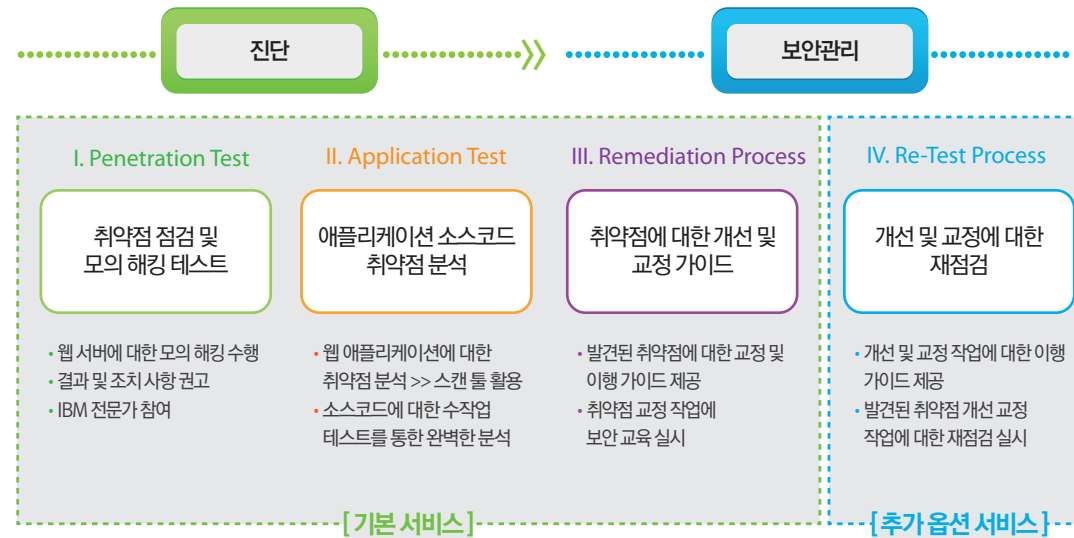 진단
보안관리
I. Penetration Test
취약점 점검 및
모의 해킹 테스트
• 웹 서버에 대한 모의 해킹 수행
• 결과 및 조치 사항 권고
• IBM 전문가 참여
II. Application Test
애플리케이션 소스코드
취약점 분석
• 웹 애플리케이션에 대한
취약점 분석 >> 스캔 툴 활용
• 소스코드에 대한 수작업
테스트를 통한 완벽한 분석
III. Remediation Process
취약점에 대한 개선 및
교정 가이드
• 발견된 취약점에 대한 교정 및
이행 가이드 제공
• 취약점 교정 작업에
보안 교육 실시
[ 기본 서비스 ]
IV. Re-Test Process
개선 및 교정에 대한
재점검
• 개선 및 교정 작업에 대한 이행
가이드 제공
• 발견된 취약점 개선 교정
작업에 대한 재점검 실시
[ 추가 옵션 서비스 ]